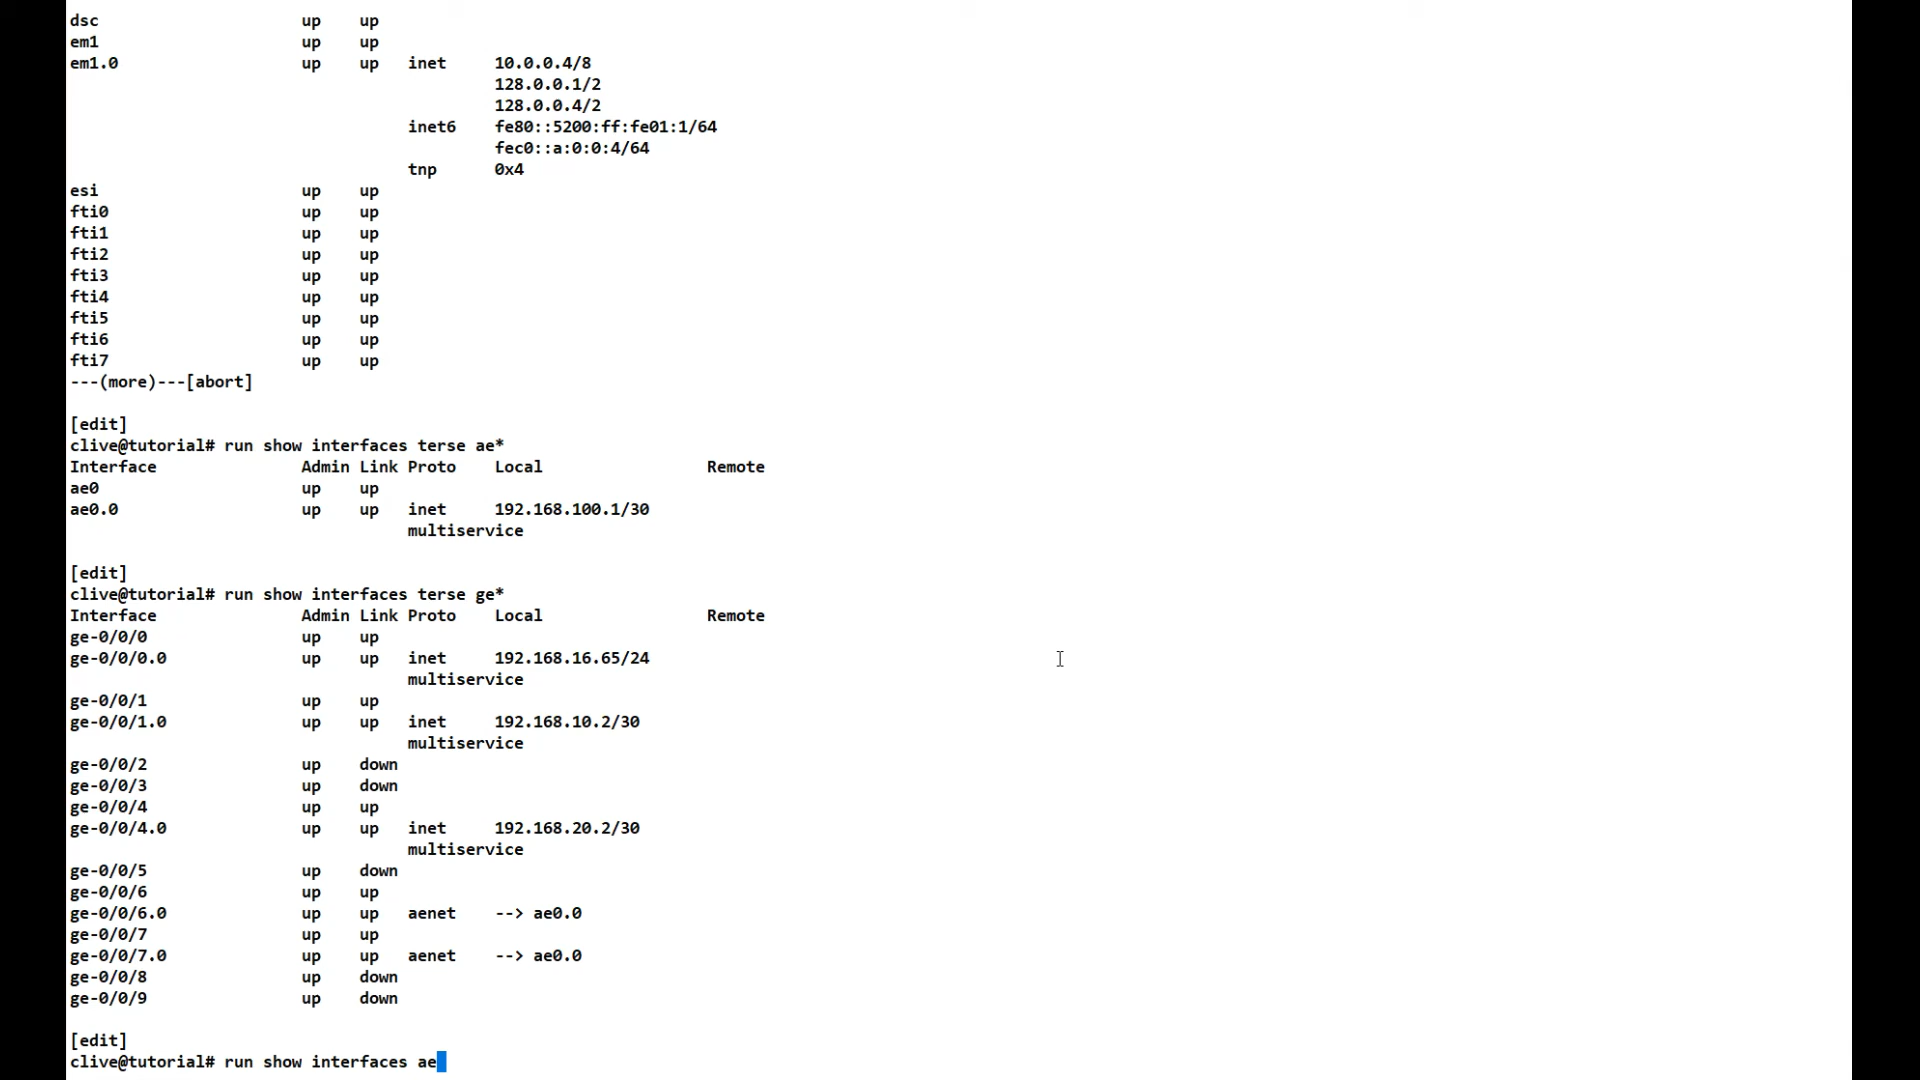 dsc up up
em1 up up
em1.0 up up inet 10.0.0.4/8
128.0.0.1/2
128.0.0.4/2
inet6 fe80::5200:ff:fe01:1/64
fec0::a:0:0:4/64
tnp 0x4
esi up up
fti0 up up
fti1 up up
fti2 up up
fti3 up up
fti4 up up
fti5 up up
fti6 up up
fti7 up up
---(more)---[abort]
[edit]
clive@tutorial# run show interfaces terse ae*
Interface Admin Link Proto Local Remote
ae0 up up
ae0.0 up up inet 192.168.100.1/30
multiservice
[edit]
clive@tutorial# run show interfaces terse ge*
Interface Admin Link Proto Local Remote
ge-0/0/0 up up
ge-0/0/0.0 up up inet 192.168.16.65/24
multiservice
ge-0/0/1 up up
ge-0/0/1.0 up up inet 192.168.10.2/30
multiservice
ge-0/0/2 up down
ge-0/0/3 up down
ge-0/0/4 up up
ge-0/0/4.0 up up inet 192.168.20.2/30
multiservice
ge-0/0/5 up down
ge-0/0/6 up up
ge-0/0/6.0 up up aenet --> ae0.0
ge-0/0/7 up up
ge-0/0/7.0 up up aenet --> ae0.0
ge-0/0/8 up down
ge-0/0/9 up down
[edit]
clive@tutorial# run show interfaces ae